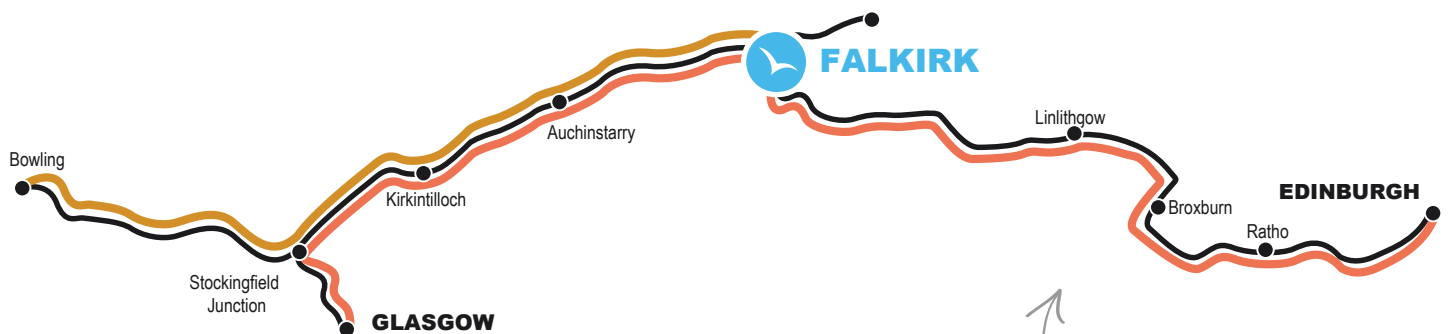 FALKIRK
Linlithgow
Auchinstarry
Bowling
Kirkintilloch
EDINBURGH
Broxburn
Ratho
Stockingfield
Junction
GLASGOW